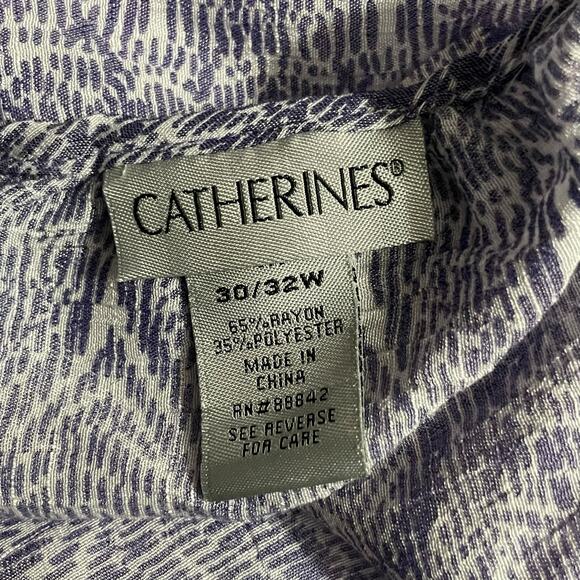 CATHERINES®
30/32W
65%RAYON
35%POLYESTER
MADE IN
CHINA
RN#88842
SEE REVERSE
FOR CARE